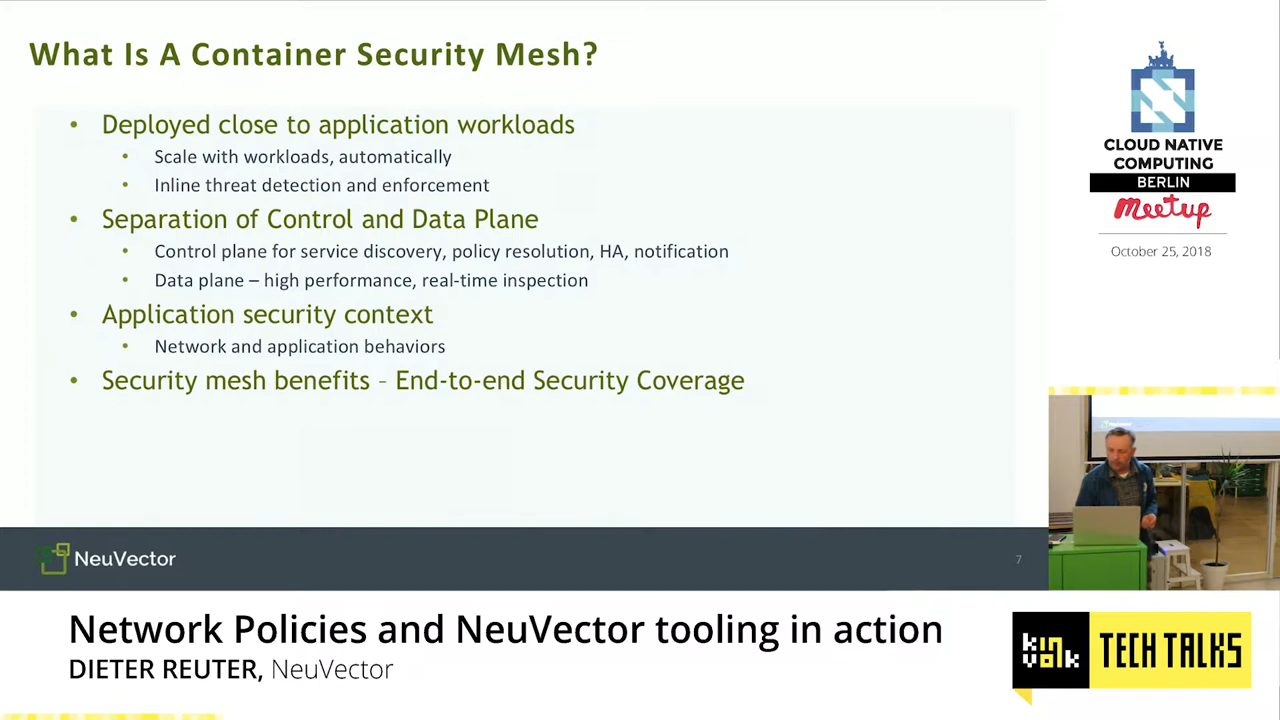 What Is A Container Security Mesh?
• Deployed close to application workloads
• Scale with workloads, automatically
• Inline threat detection and enforcement
• Separation of Control and Data Plane
• Control plane for service discovery, policy resolution, HA, notification
• Data plane – high performance, real-time inspection
• Application security context
• Network and application behaviors
• Security mesh benefits – End-to-end Security Coverage
NeuVector
7
CLOUD NATIVE
COMPUTING
BERLIN
meetup
October 25, 2018
Network Policies and NeuVector tooling in action
DIETER REUTER, NeuVector
kinvolk
TECH TALKS